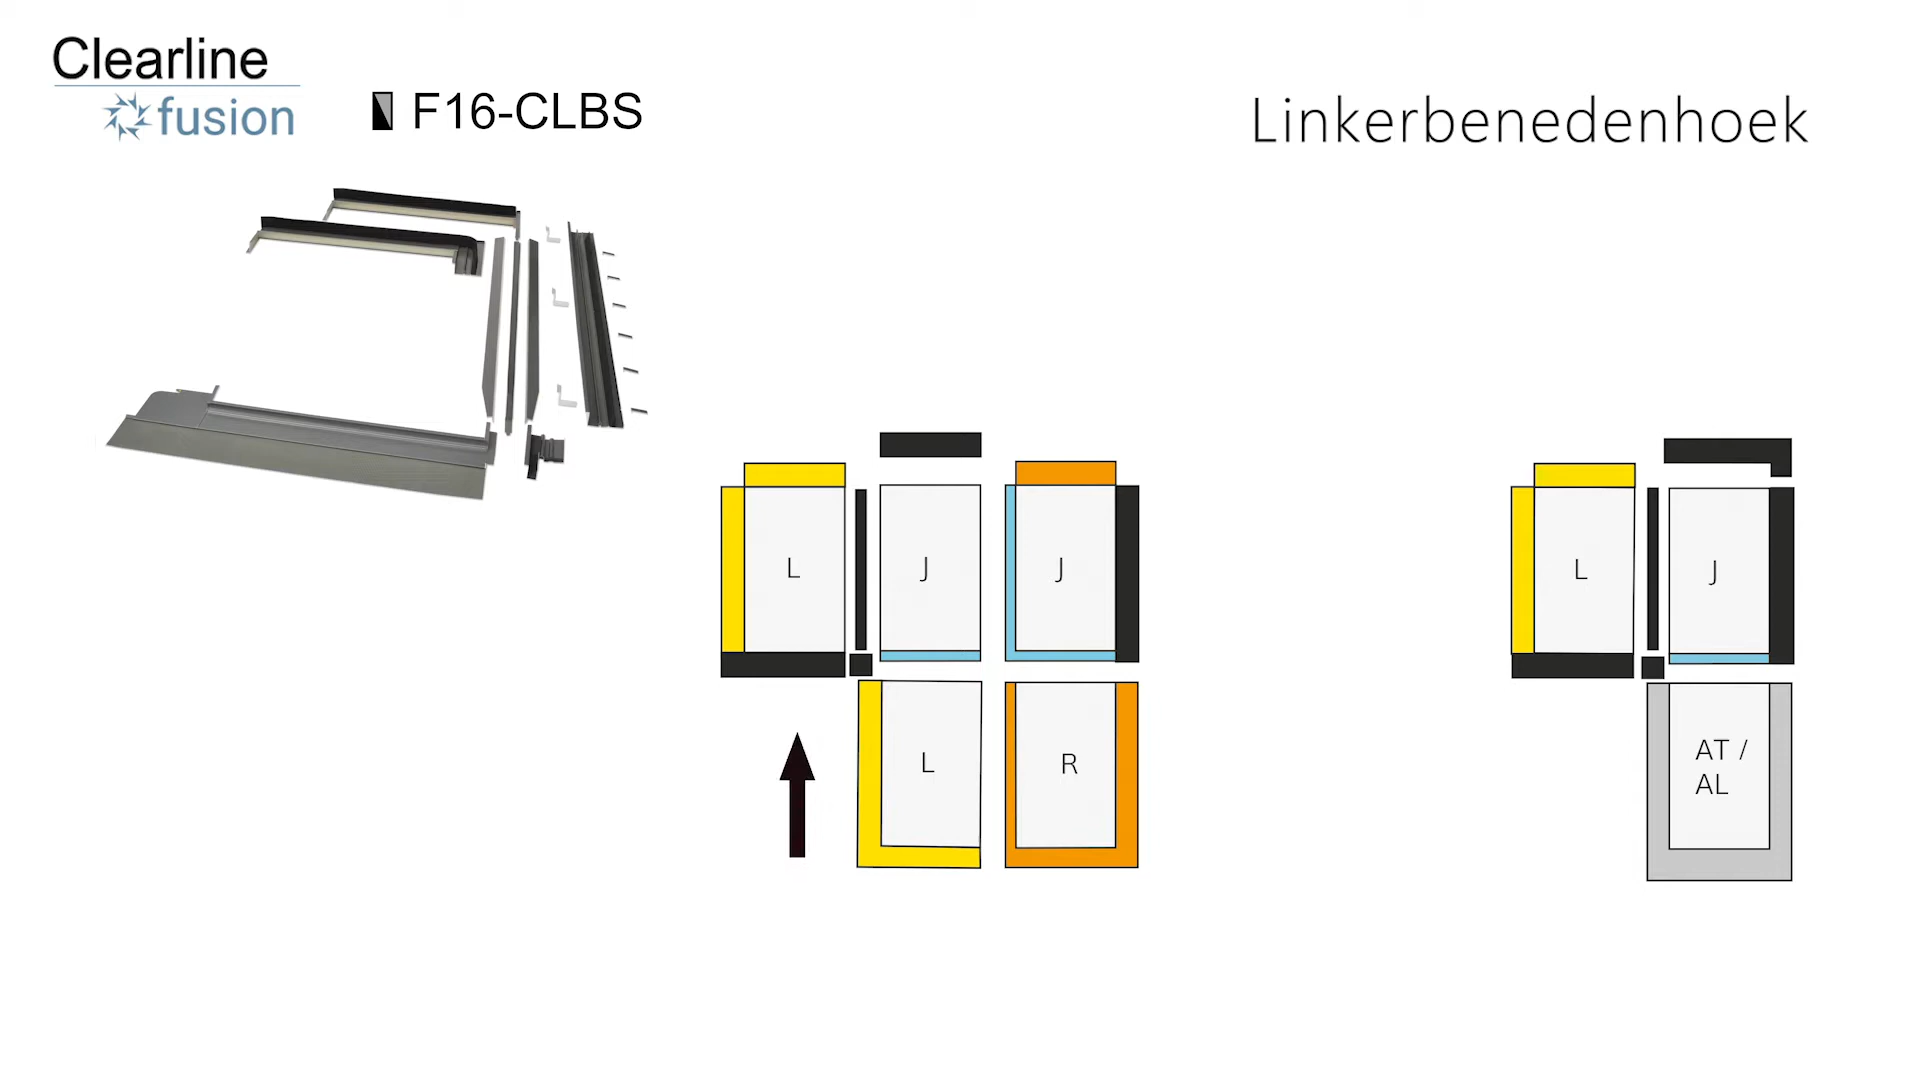 Clearline
fusion
F16-CLBS
Linkerbenedenhoek
L
J
J
L
R
L
J
AT /
AL